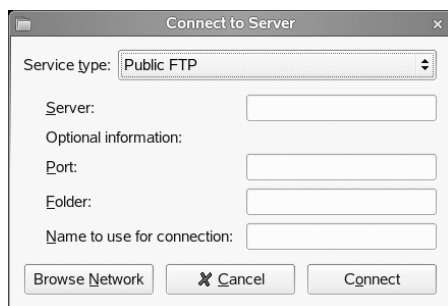 Connect to Server
Service type: Public FTP
Server:
Optional information:
Port:
Folder:
Name to use for connection:
Browse Network Cancel Connect